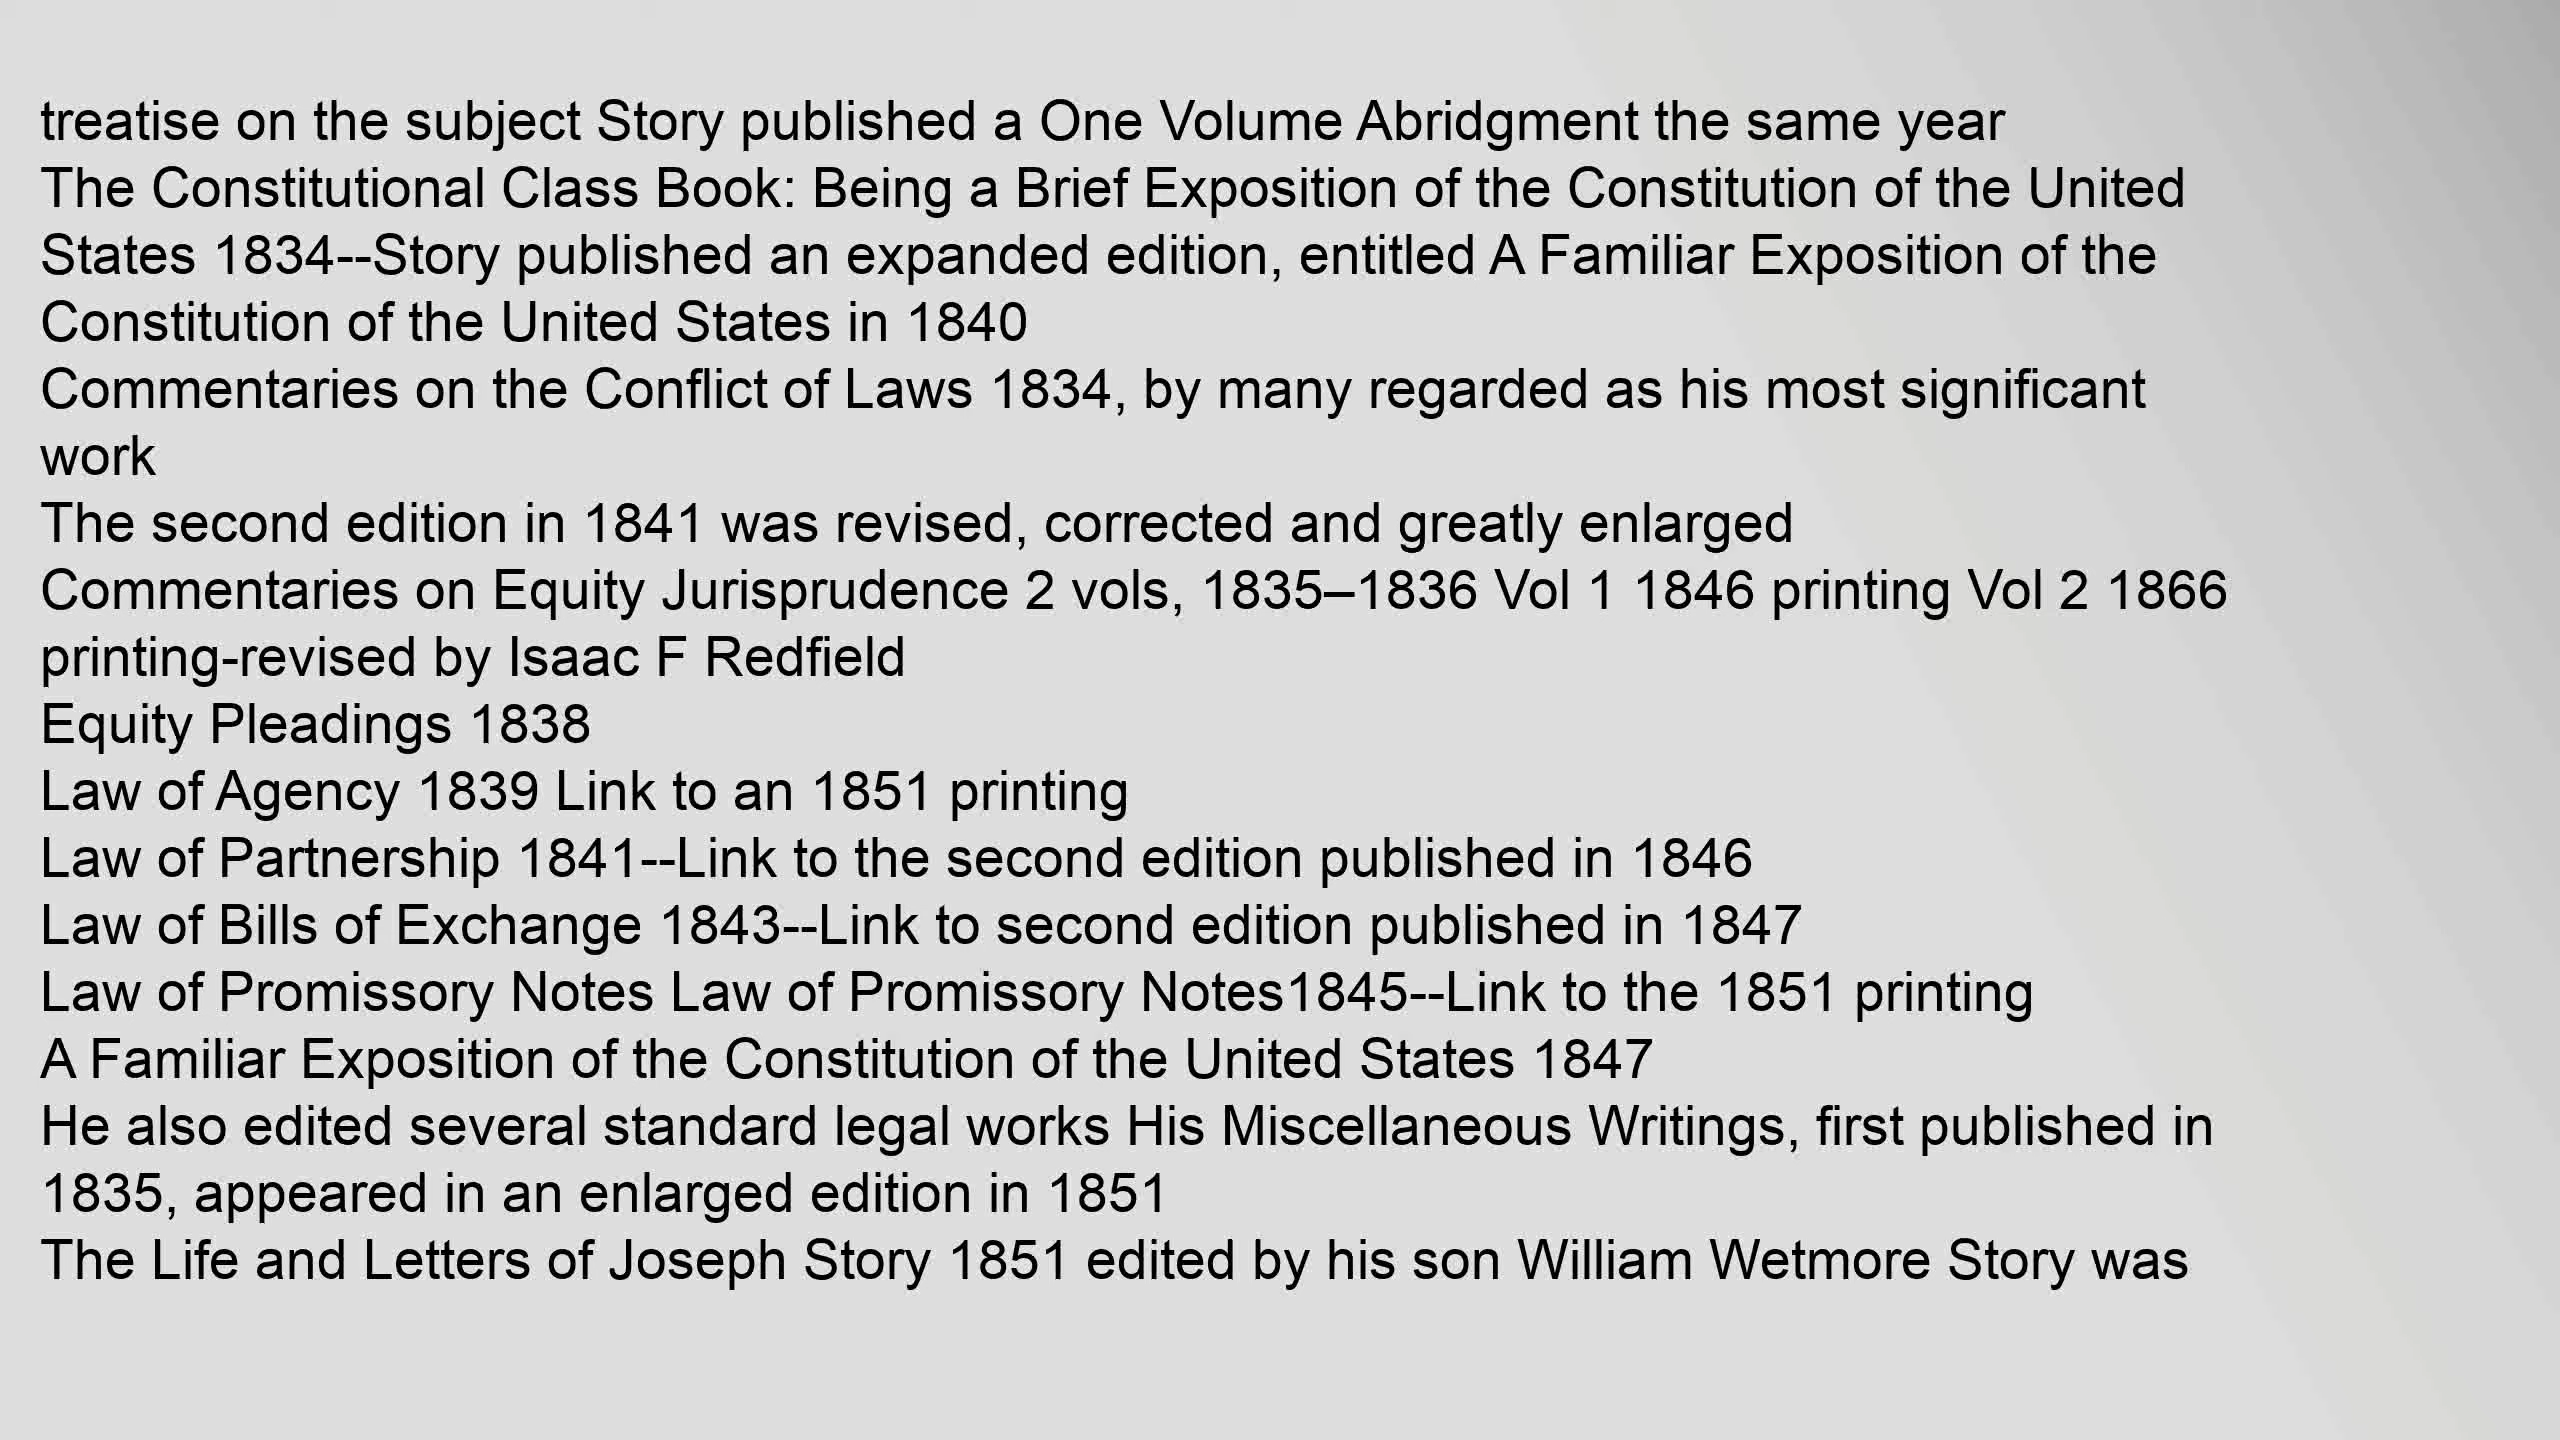 treatise on the subject Story published a One Volume Abridgment the same year
The Constitutional Class Book: Being a Brief Exposition of the Constitution of the United
States 1834--Story published an expanded edition, entitled A Familiar Exposition of the
Constitution of the United States in 1840
Commentaries on the Conflict of Laws 1834, by many regarded as his most significant
work
The second edition in 1841 was revised, corrected and greatly enlarged
Commentaries on Equity Jurisprudence 2 vols, 1835–1836 Vol 1 1846 printing Vol 2 1866
printing-revised by Isaac F Redfield
Equity Pleadings 1838
Law of Agency 1839 Link to an 1851 printing
Law of Partnership 1841--Link to the second edition published in 1846
Law of Bills of Exchange 1843--Link to second edition published in 1847
Law of Promissory Notes Law of Promissory Notes1845--Link to the 1851 printing
A Familiar Exposition of the Constitution of the United States 1847
He also edited several standard legal works His Miscellaneous Writings, first published in
1835, appeared in an enlarged edition in 1851
The Life and Letters of Joseph Story 1851 edited by his son William Wetmore Story was